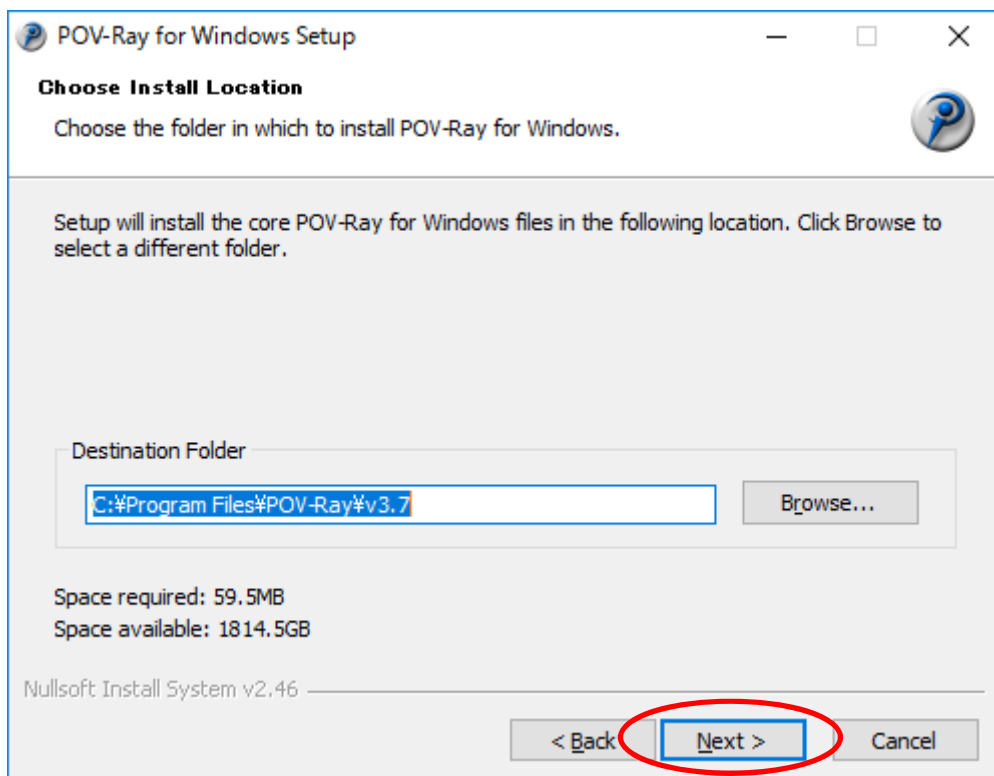 POV-Ray for Windows Setup
Choose Install Location
Choose the folder in which to install POV-Ray for Windows.
Setup will install the core POV-Ray for Windows files in the following location. Click Browse to
select a different folder.
Destination Folder
C:¥Program Files¥POV-Ray¥v3.7
Browse...
Space required: 59.5MB
Space available: 1814.5GB
Nullsoft Install System v2.46
< Back
Next >
Cancel